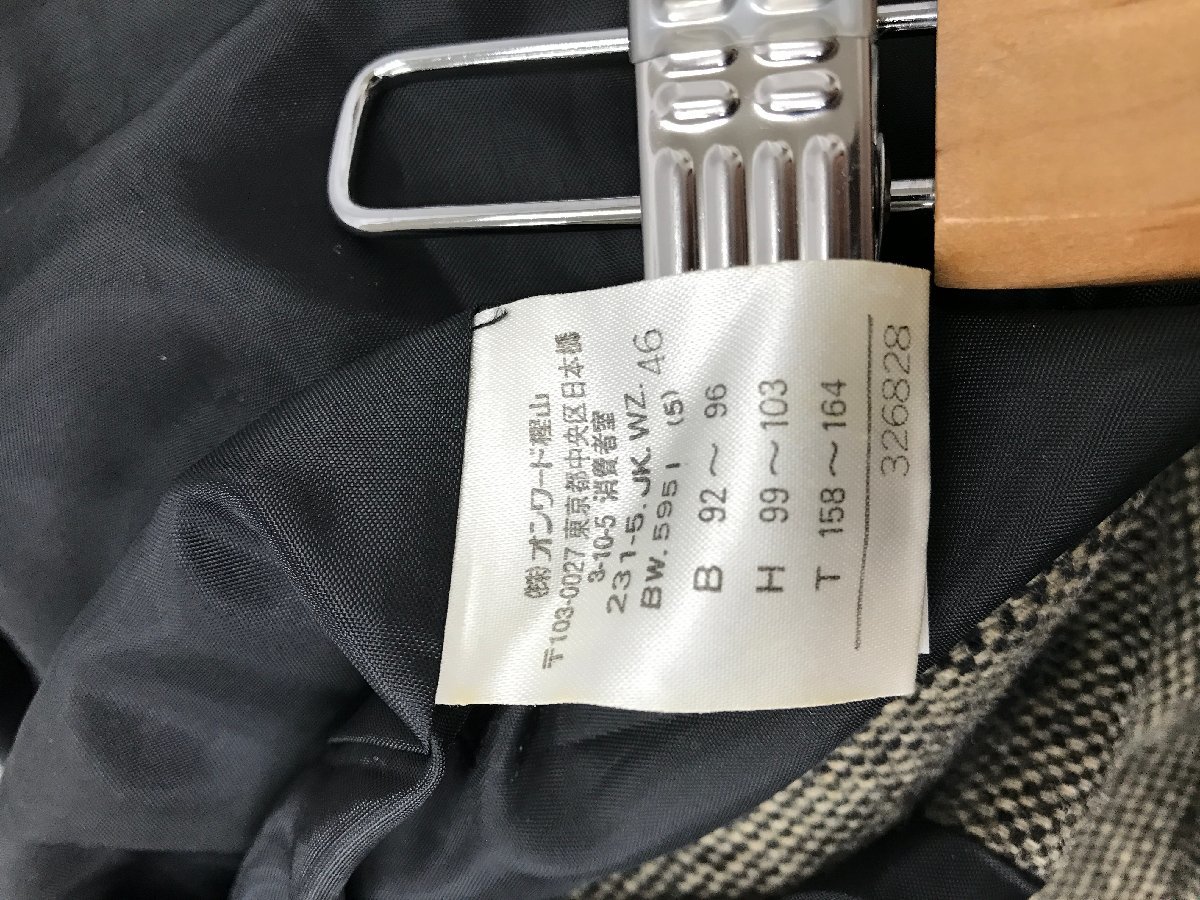 (株)オンワード樫山
〒103-0027 東京都中央区日本橋
3-10-5 消費者室
231-5.JK.WZ. 46
BW.5951 (5)
B 92～ 96
H 99～103
T 158～164
326828